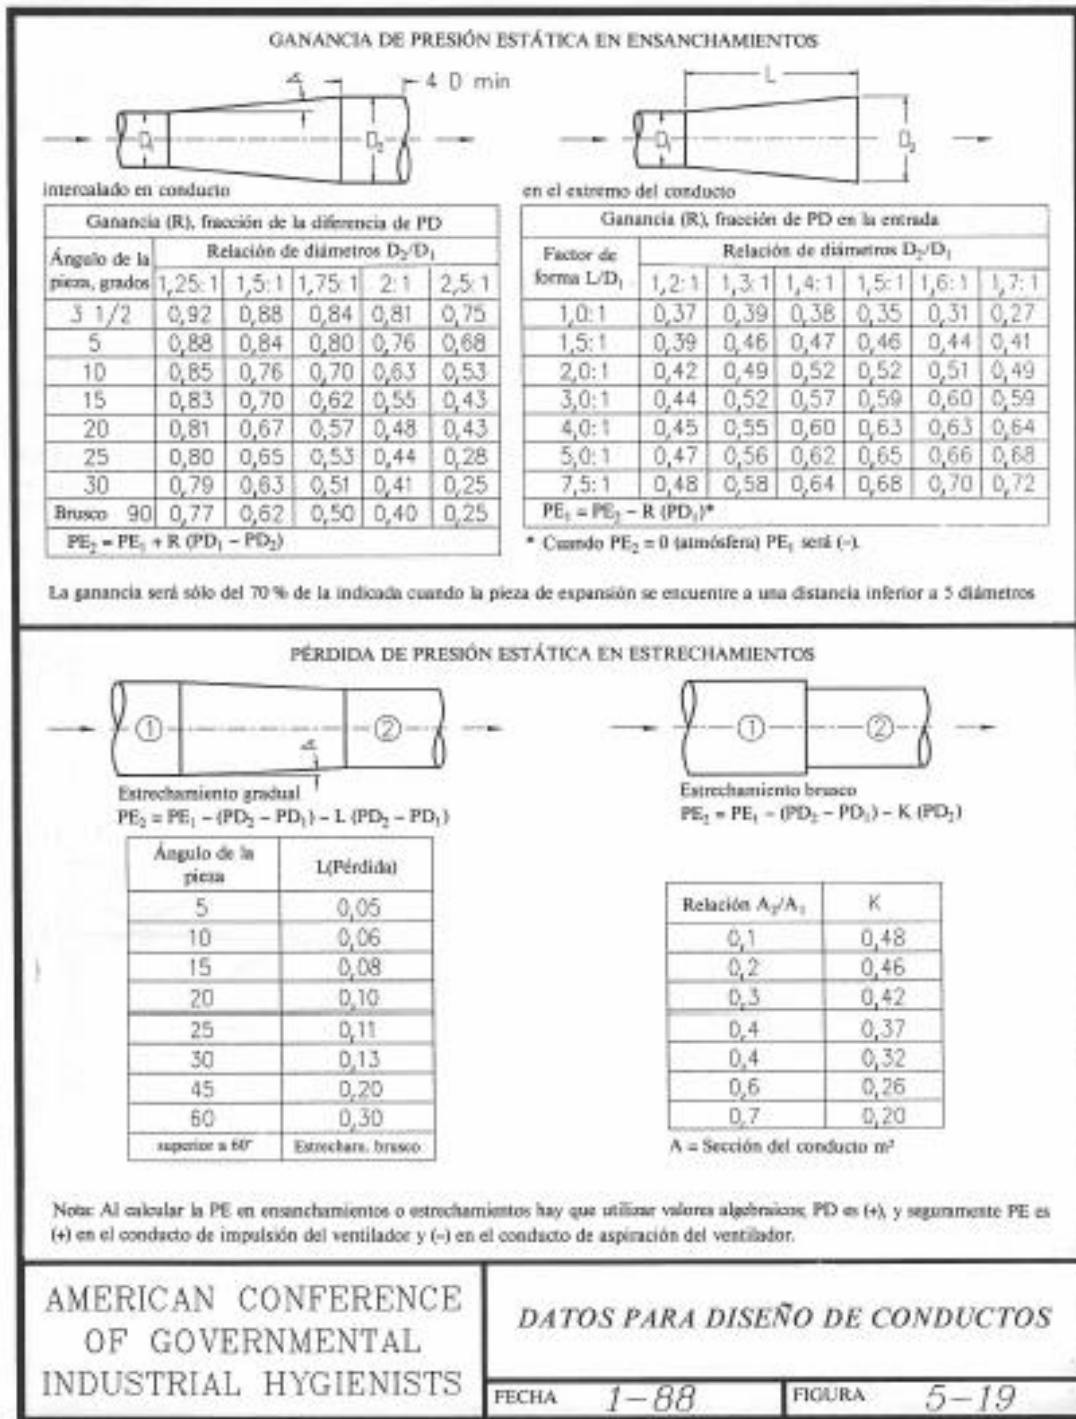 GANANCIA DE PRESIÓN ESTÁTICA EN ENSANCHAMIENTOS
4 D min
D₁
D₂
L
D₁
D₂
intercalado en conducto
en el extremo del conducto
Ganancia (R), fracción de la diferencia de PD
Ángulo de la pieza, grados
Relación de diámetros D₂/D₁
1,25:1 1,5:1 1,75:1 2:1 2,5:1
3 1/2 0,92 0,88 0,84 0,81 0,75
5 0,88 0,84 0,80 0,76 0,68
10 0,85 0,76 0,70 0,63 0,53
15 0,83 0,70 0,62 0,55 0,43
20 0,81 0,67 0,57 0,48 0,43
25 0,80 0,65 0,53 0,44 0,28
30 0,79 0,63 0,51 0,41 0,25
Brusco 90 0,77 0,62 0,50 0,40 0,25
PE₂ = PE₁ + R (PD₁ – PD₂)
Ganancia (R), fracción de PD en la entrada
Factor de forma L/D₁
Relación de diámetros D₂/D₁
1,2:1 1,3:1 1,4:1 1,5:1 1,6:1 1,7:1
1,0:1 0,37 0,39 0,38 0,35 0,31 0,27
1,5:1 0,39 0,46 0,47 0,46 0,44 0,41
2,0:1 0,42 0,49 0,52 0,52 0,51 0,49
3,0:1 0,44 0,52 0,57 0,59 0,60 0,59
4,0:1 0,45 0,55 0,60 0,63 0,63 0,64
5,0:1 0,47 0,56 0,62 0,65 0,66 0,68
7,5:1 0,48 0,58 0,64 0,68 0,70 0,72
PE₁ = PE₂ – R (PD₁)*
* Cuando PE₂ = 0 (atmósfera) PE₁ será (–).
La ganancia será sólo del 70 % de la indicada cuando la pieza de expansión se encuentre a una distancia inferior a 5 diámetros
PÉRDIDA DE PRESIÓN ESTÁTICA EN ESTRECHAMIENTOS
① ②
① ②
Estrechamiento gradual
PE₂ = PE₁ – (PD₂ – PD₁) – L (PD₂ – PD₁)
Estrechamiento brusco
PE₂ = PE₁ – (PD₂ – PD₁) – K (PD₂)
Ángulo de la pieza L(Pérdida)
5 0,05
10 0,06
15 0,08
20 0,10
25 0,11
30 0,13
45 0,20
60 0,30
superior a 60° Estrecham. brusco
Relación A₂/A₁ K
0,1 0,48
0,2 0,46
0,3 0,42
0,4 0,37
0,4 0,32
0,6 0,26
0,7 0,20
A = Sección del conducto m²
Nota: Al calcular la PE en ensanchamientos o estrechamientos hay que utilizar valores algebraicos; PD es (+), y seguramente PE es
(+) en el conducto de impulsión del ventilador y (–) en el conducto de aspiración del ventilador.
AMERICAN CONFERENCE
OF GOVERNMENTAL
INDUSTRIAL HYGIENISTS
DATOS PARA DISEÑO DE CONDUCTOS
FECHA 1-88
FIGURA 5-19